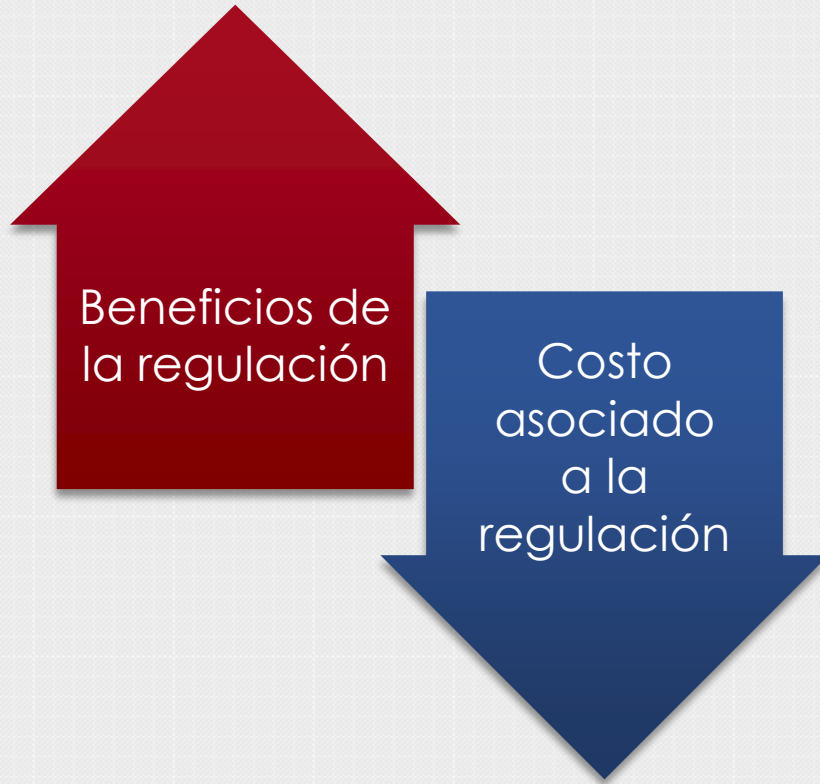 Beneficios de
la regulación
Costo
asociado
a la
regulación